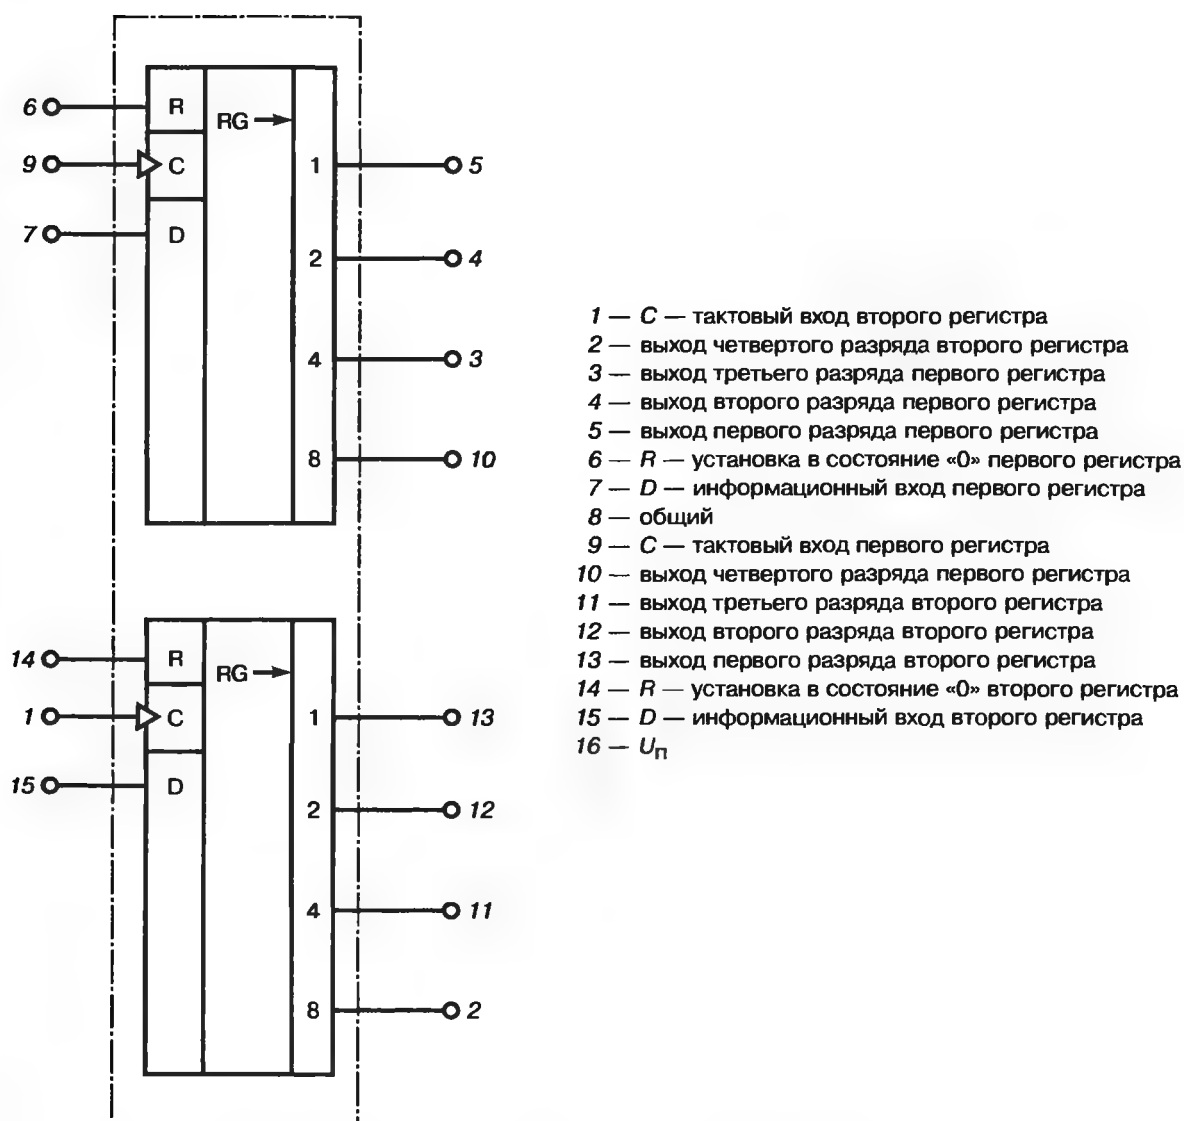 6 R RG
9 C 1 5
7 D 2 4
4 3
8 10
14 R RG
1 C 1 13
15 D 2 12
4 11
8 2
1 — C — тактовый вход второго регистра
2 — выход четвертого разряда второго регистра
3 — выход третьего разряда первого регистра
4 — выход второго разряда первого регистра
5 — выход первого разряда первого регистра
6 — R — установка в состояние «0» первого регистра
7 — D — информационный вход первого регистра
8 — общий
9 — C — тактовый вход первого регистра
10 — выход четвертого разряда первого регистра
11 — выход третьего разряда второго регистра
12 — выход второго разряда второго регистра
13 — выход первого разряда второго регистра
14 — R — установка в состояние «0» второго регистра
15 — D — информационный вход второго регистра
16 — Uп